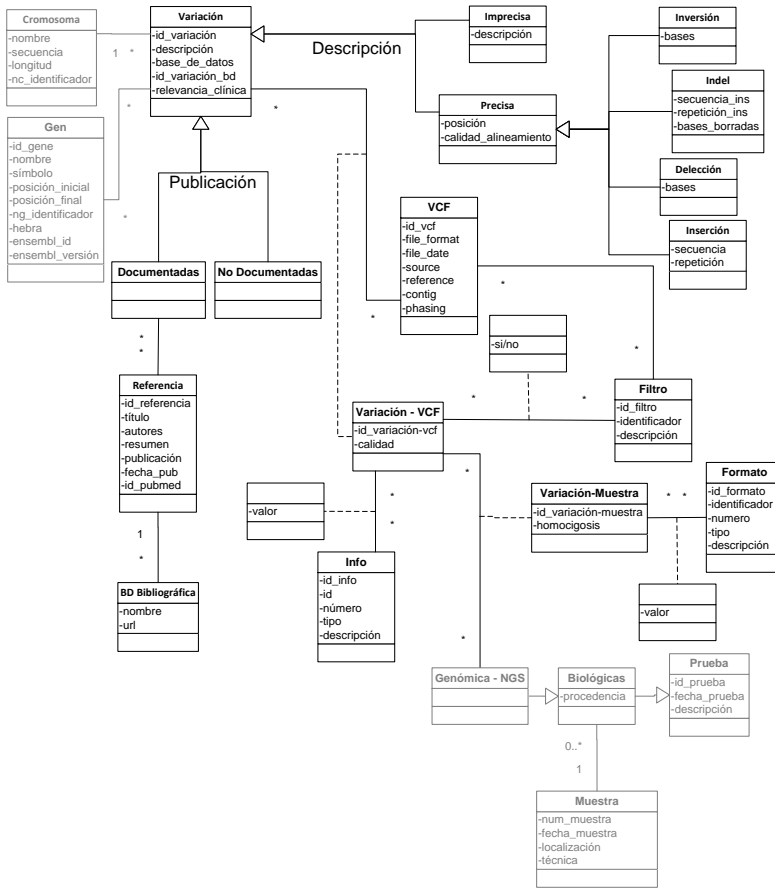 Cromosoma
-nombre
-secuencia
-longitud
-nc_identificador
1
*
Variación
-id_variación
-descripción
-base_de_datos
-id_variación_bd
-relevancia_clínica
*
*
Descripción
Imprecisa
-descripción
Precisa
-posición
-calidad_alineamiento
Inversión
-bases
Indel
-secuencia_ins
-repetición_ins
-bases_borradas
Delección
-bases
Inserción
-secuencia
-repetición
Gen
-id_gene
-nombre
-símbolo
-posición_inicial
-posición_final
-ng_identificador
-hebra
-ensembl_id
-ensembl_versión
*
Publicación
Documentadas
No Documentadas
VCF
-id_vcf
-file_format
-file_date
-source
-reference
-contig
-phasing
*
*
*
*
*
-si/no
Referencia
-id_referencia
-título
-autores
-resumen
-publicación
-fecha_pub
-id_pubmed
Variación - VCF
-id_variación-vcf
-calidad
*
*
Filtro
-id_filtro
-identificador
-descripción
*
*
*
-valor
Variación-Muestra
-id_variación-muestra
-homocigosis
*
*
Formato
-id_formato
-identificador
-numero
-tipo
-descripción
1
*
Info
-id_info
-id
-número
-tipo
-descripción
-valor
BD Bibliográfica
-nombre
-url
*
Genómica - NGS
Biológicas
-procedencia
Prueba
-id_prueba
-fecha_prueba
-descripción
0..*
1
Muestra
-num_muestra
-fecha_muestra
-localización
-técnica